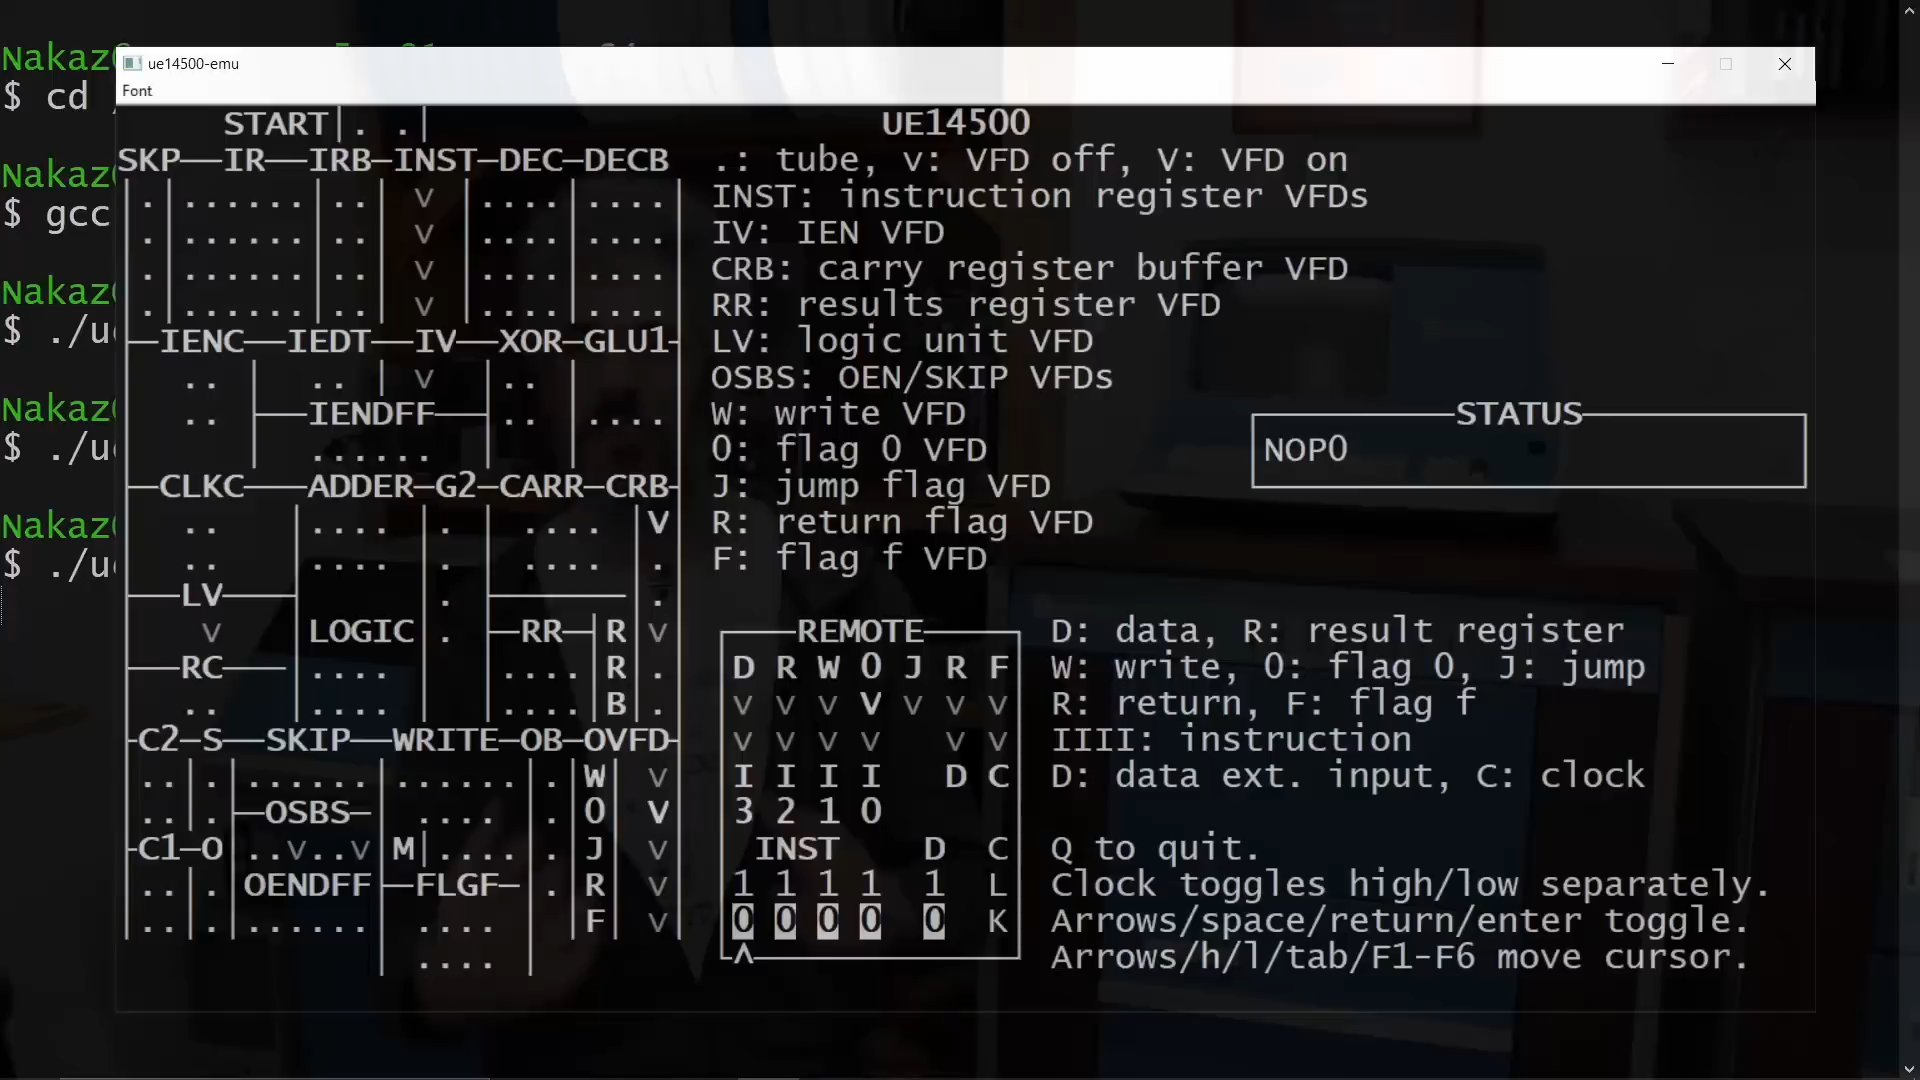 Nakaz
$ cd
Nakaz
$ gcc
Nakaz
$ ./u
Nakaz
$ ./u
Nakaz
$ ./u
ue14500-emu
Font
START|. .|
SKP—IR—IRB—INST—DEC—DECB
|.|......|..| v |....|....|
|.|......|..| v |....|....|
|.|......|..| v |....|....|
|.|......|..| v |....|....|
—IENC—IEDT—IV—XOR—GLU1—
.. | .. | v |.. |
.. |—IENDFF—|.. |....
| ...... | |
—CLKC——ADDER—G2—CARR—CRB—
.. |....|.| .... |V
.. |....|.| .... |.
—LV—— |.|———— .
v |LOGIC|.|—RR—|R|v
—RC—— |....| |....|R|.
.. |....| |....|B|.
—C2—S——SKIP——WRITE—OB—OVFD—
|..|.|......|......|.|W| v
|..|.|—OSBS—| .... |.|O| V
—C1—O|..v..v|M|....|.|J| v
|..|.|OENDFF|—FLGF—|.|R| v
|..|.|......| .... | |F| v
| .... |
UE14500
.: tube, v: VFD off, V: VFD on
INST: instruction register VFDs
IV: IEN VFD
CRB: carry register buffer VFD
RR: results register VFD
LV: logic unit VFD
OSBS: OEN/SKIP VFDs
W: write VFD
O: flag O VFD
J: jump flag VFD
R: return flag VFD
F: flag f VFD
STATUS
NOPO
REMOTE
D R W O J R F
v v v V v v v
v v v v v v
I I I I D C
3 2 1 0
INST D C
1 1 1 1 1 L
0 0 0 0 0 K
^
D: data, R: result register
W: write, O: flag O, J: jump
R: return, F: flag f
IIII: instruction
D: data ext. input, C: clock
Q to quit.
Clock toggles high/low separately.
Arrows/space/return/enter toggle.
Arrows/h/l/tab/F1-F6 move cursor.